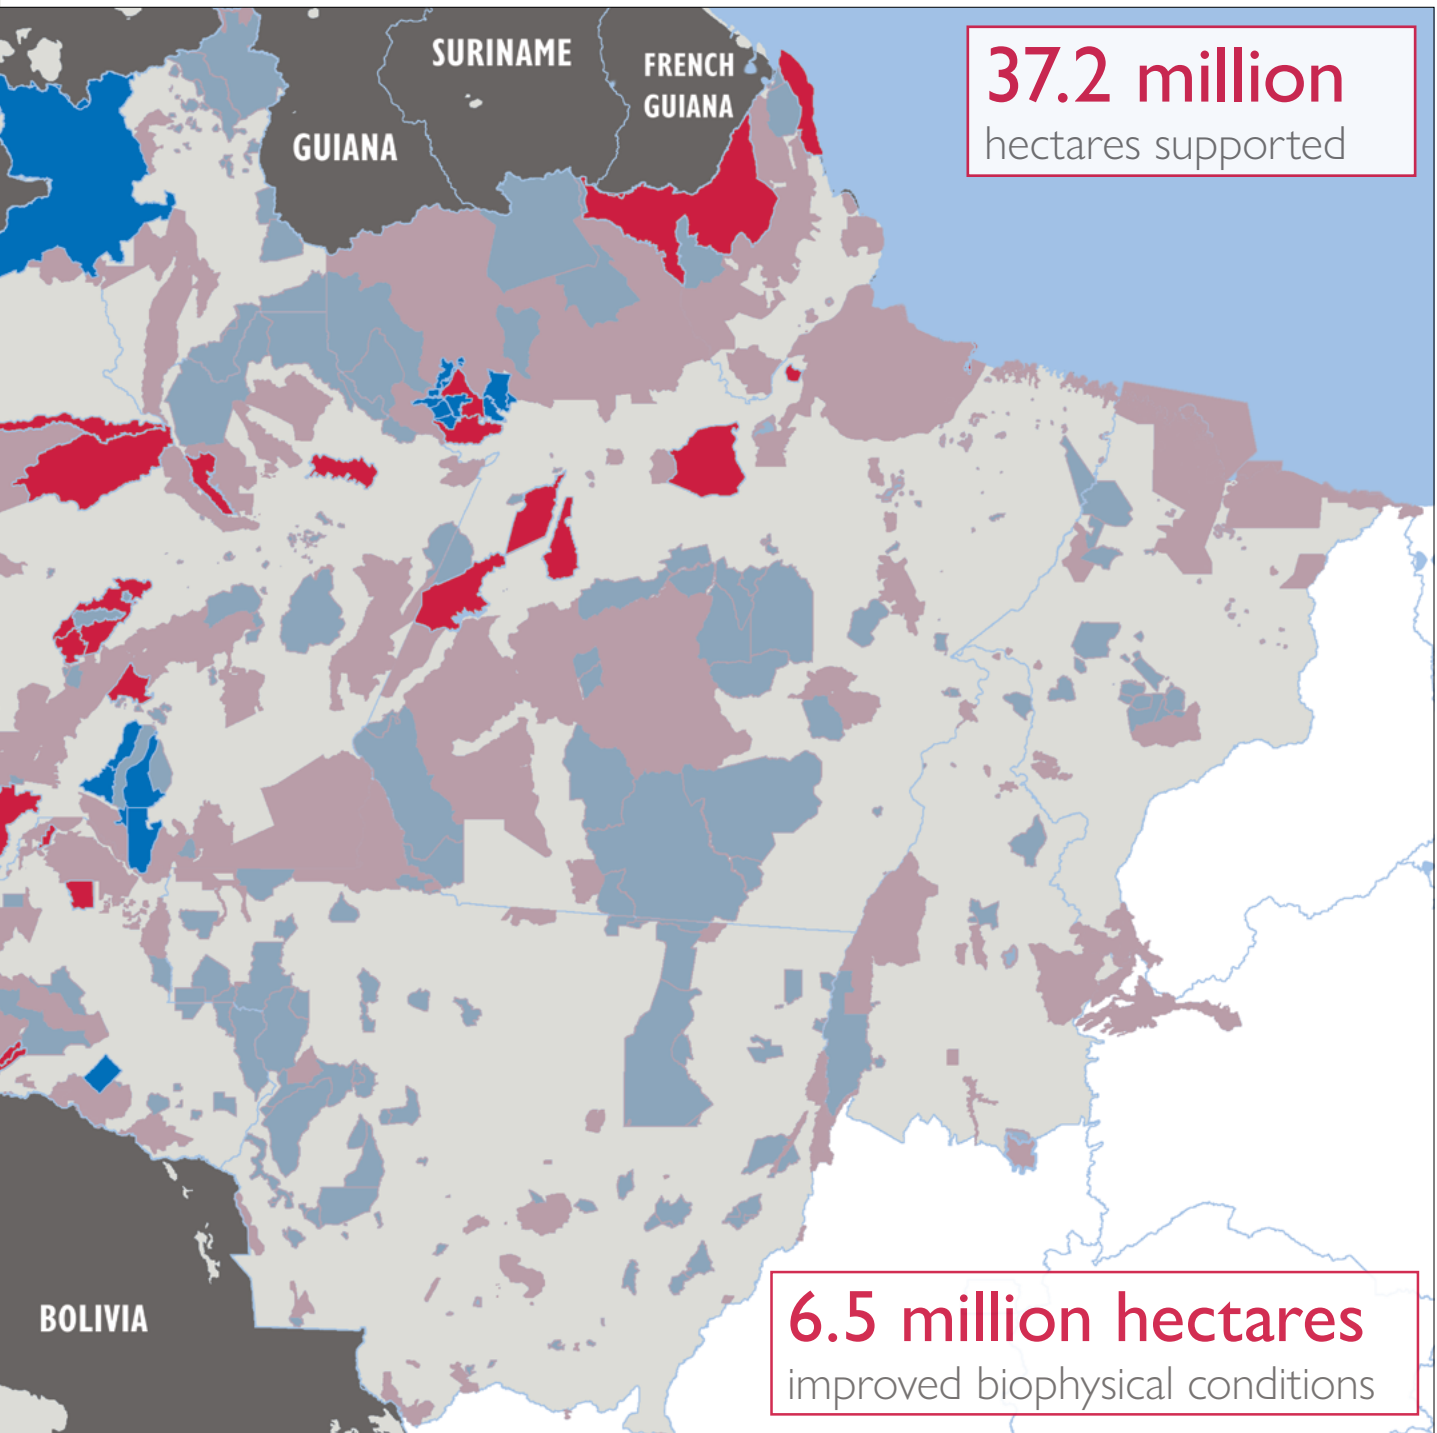 SURINAME
FRENCH
GUIANA
GUIANA
37.2 million
hectares supported
BOLIVIA
6.5 million hectares
improved biophysical conditions